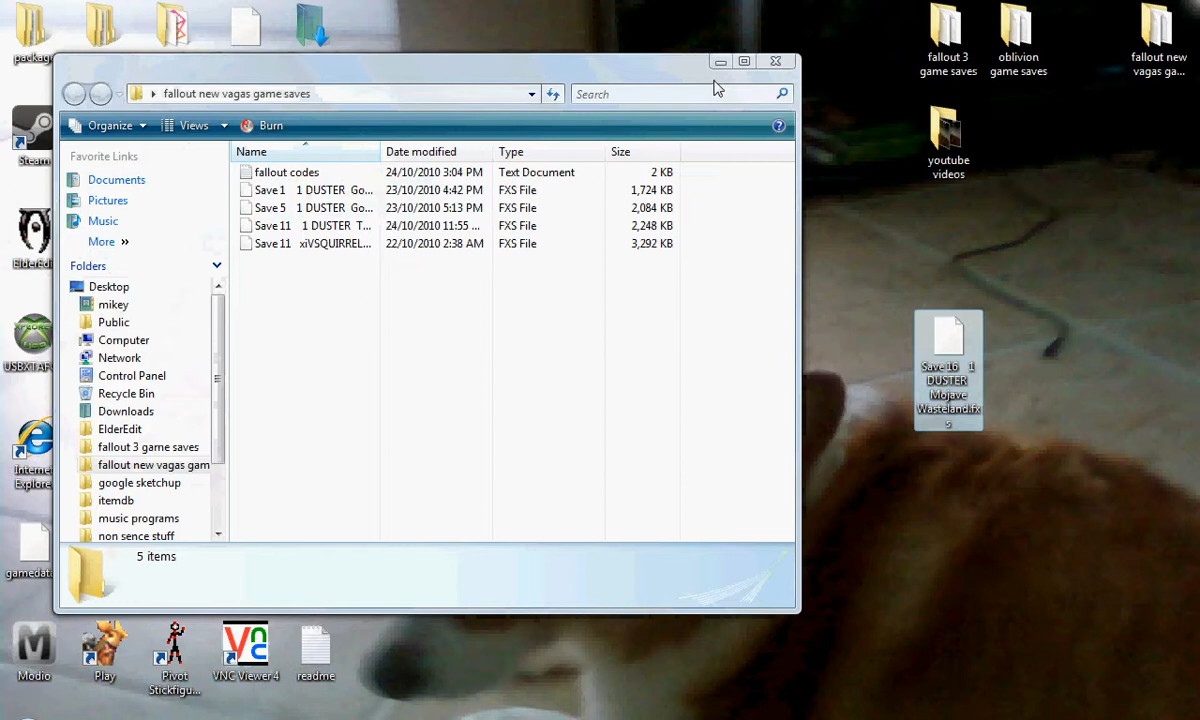 fallout 3
game saves
oblivion
game saves
fallout new
vegas ga...
youtube
videos
fallout new vagas game saves
Search
Organize
Views
Burn
Favorite Links
Documents
Pictures
Music
More »
Folders
Desktop
mikey
Public
Computer
Network
Control Panel
Recycle Bin
Downloads
ElderEdit
fallout 3 game saves
fallout new vagas gam
google sketchup
itemdb
music programs
non sence stuff
Name Date modified Type Size
fallout codes 24/10/2010 3:04 PM Text Document 2 KB
Save 1 1 DUSTER Go... 23/10/2010 4:42 PM FXS File 1,724 KB
Save 5 1 DUSTER Go... 23/10/2010 5:13 PM FXS File 2,084 KB
Save 11 1 DUSTER T... 24/10/2010 11:55 ... FXS File 2,248 KB
Save 11 xiVSQUIRREL... 22/10/2010 2:38 AM FXS File 3,292 KB
5 items
Save 16 1
DUSTER
Mojave
Wasteland.fx
s
Steam
Internet
Explore
gamedat
Modio
Play
Pivot
Stickfigu...
VNC Viewer 4
readme